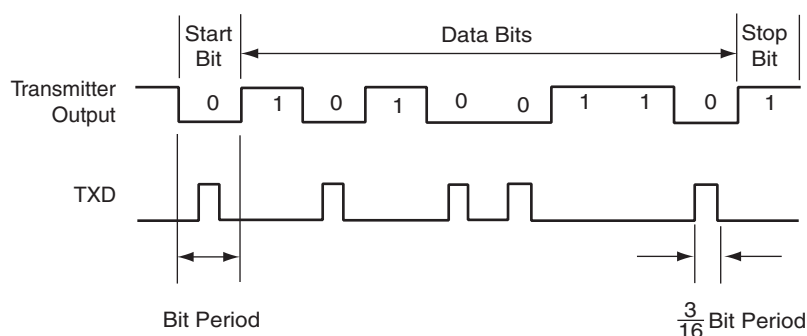 Start
Bit
Data Bits
Stop
Bit
Transmitter
Output
0 1 0 1 0 0 1 1 0 1
TXD
Bit Period
3/16 Bit Period